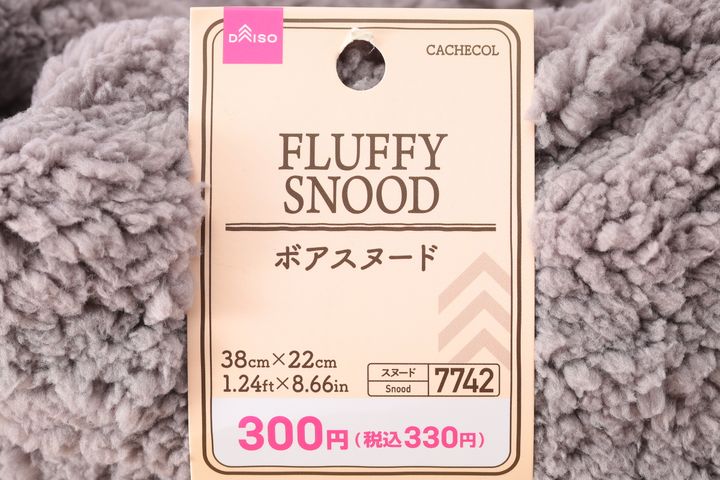 DAISO
CACHECOL
FLUFFY
SNOOD
ボアスヌード
38cm×22cm
1.24ft×8.66in
スヌード
Snood
7742
300円(税込330円)